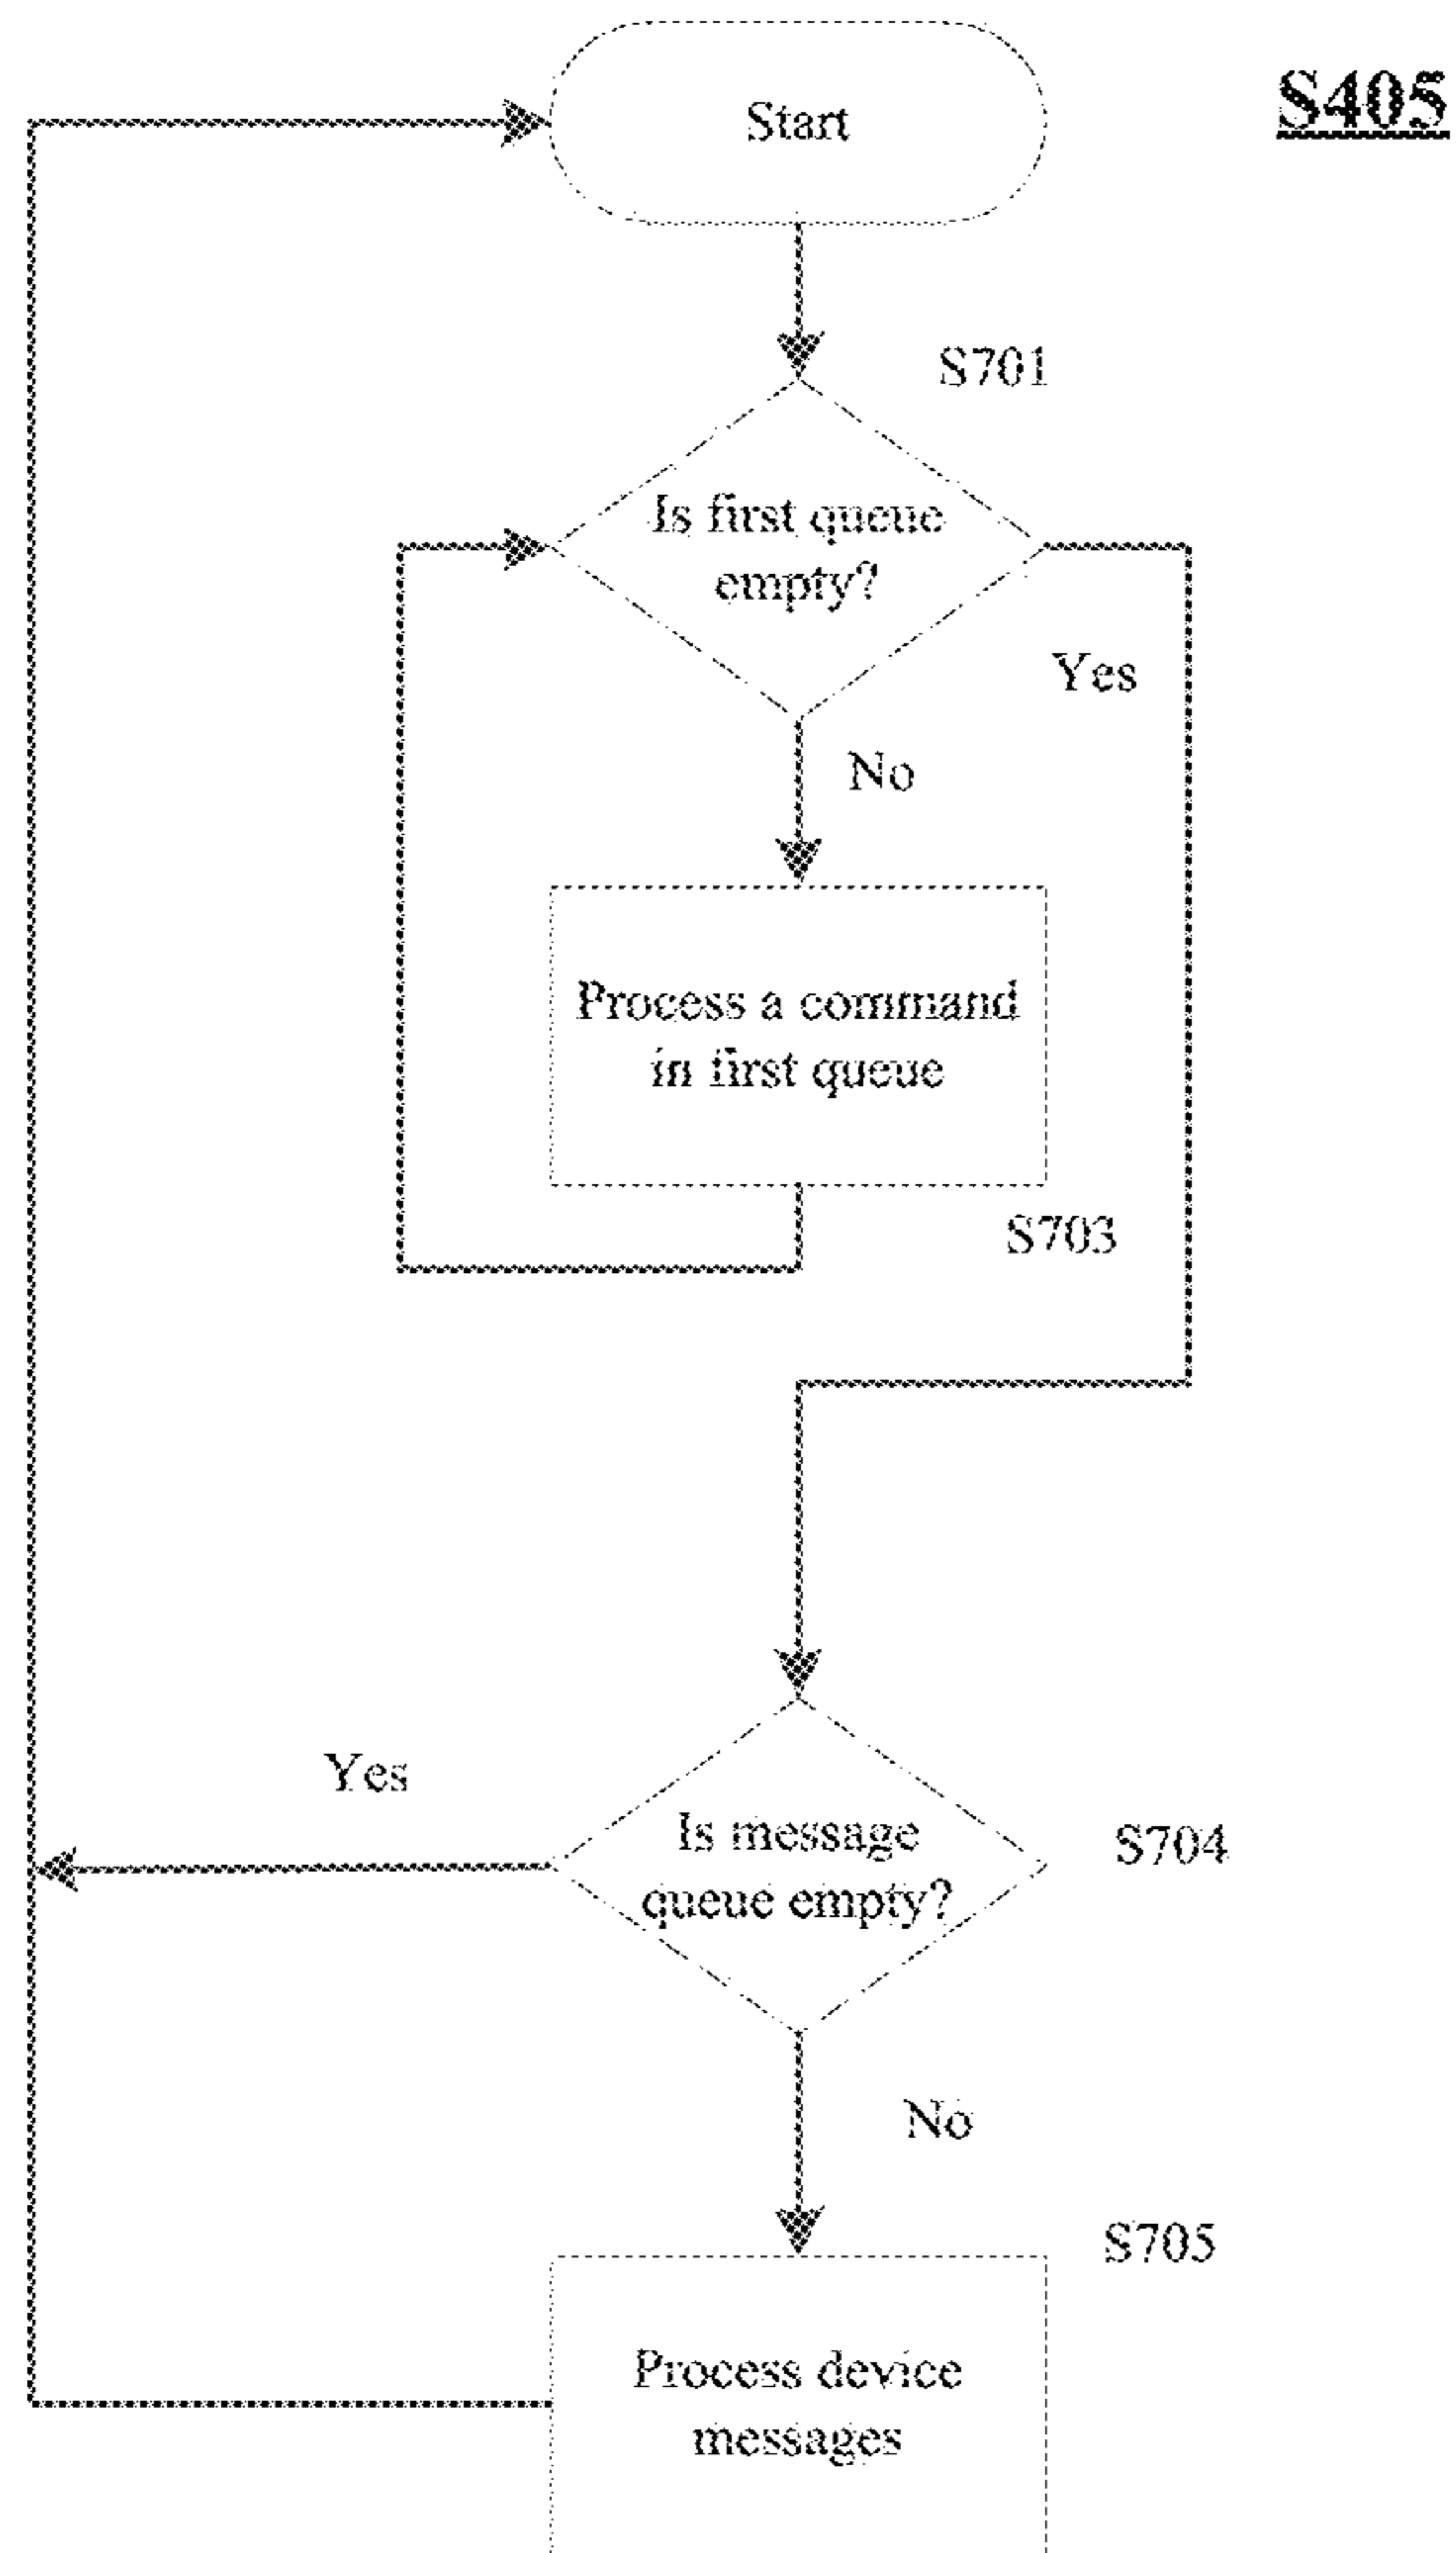 S405
Start
S701
Is first queue
empty?
Yes
No
Process a command
in first queue
S703
Yes
Is message
queue empty?
S704
No
S705
Process device
messages